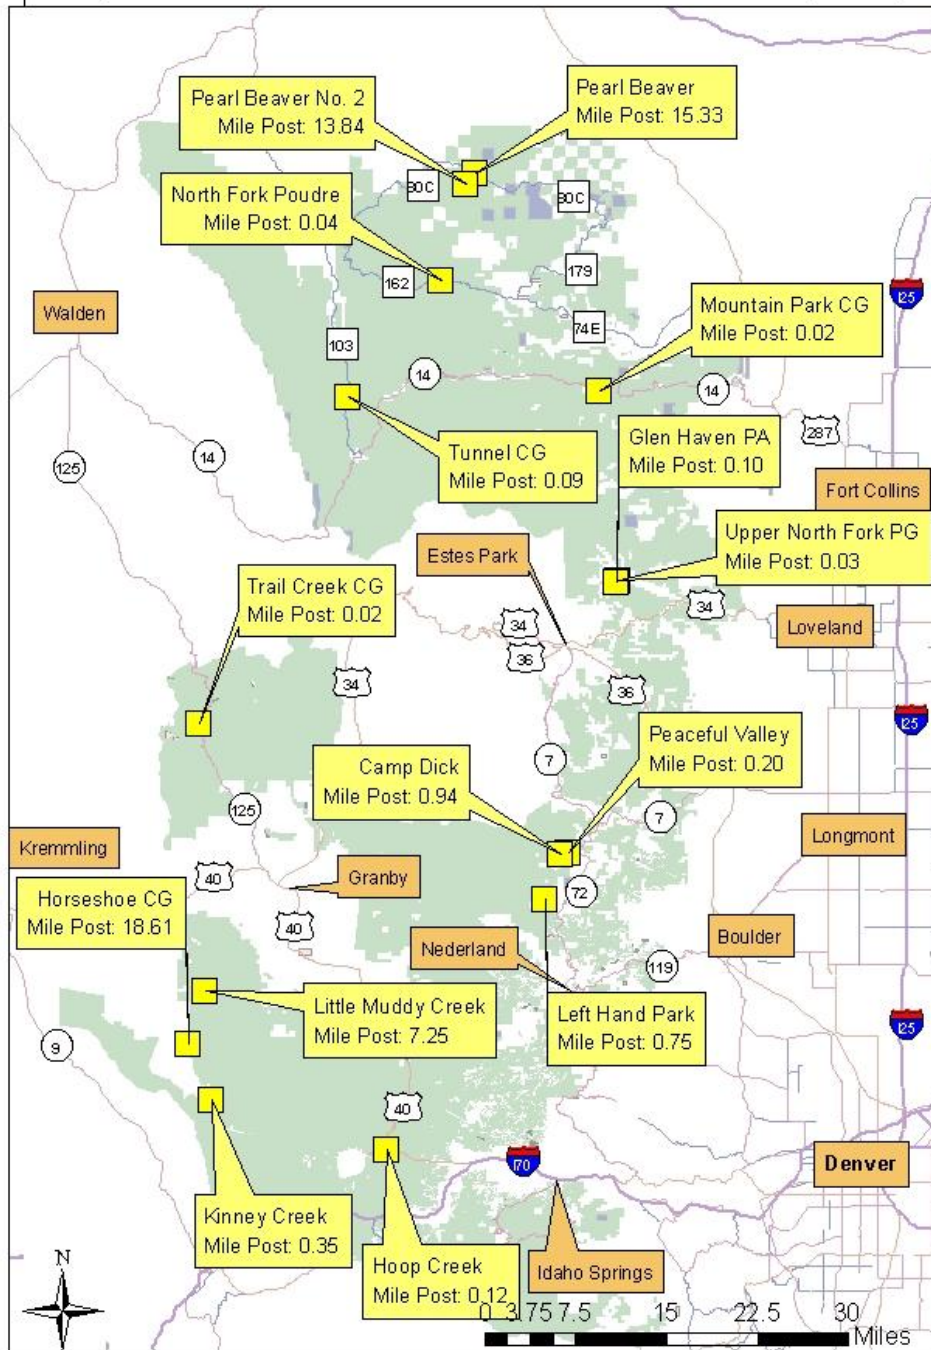 Pearl Beaver No. 2
Mile Post: 13.84
Pearl Beaver
Mile Post: 15.33
80C
80C
North Fork Poudre
Mile Post: 0.04
162
179
I25
Walden
Mountain Park CG
Mile Post: 0.02
74E
103
14
14
Tunnel CG
Mile Post: 0.09
Glen Haven PA
Mile Post: 0.10
287
125
14
Fort Collins
Estes Park
Upper North Fork PG
Mile Post: 0.03
Trail Creek CG
Mile Post: 0.02
34
34
36
34
36
Loveland
I25
Camp Dick
Mile Post: 0.94
7
Peaceful Valley
Mile Post: 0.20
125
7
Kremmling
40
Granby
Longmont
Horseshoe CG
Mile Post: 18.61
40
72
Nederland
Boulder
119
Little Muddy Creek
Mile Post: 7.25
Left Hand Park
Mile Post: 0.75
9
I25
40
I70
Denver
Kinney Creek
Mile Post: 0.35
Hoop Creek
Mile Post: 0.12
Idaho Springs
N
0 3.75 7.5 15 22.5 30
Miles